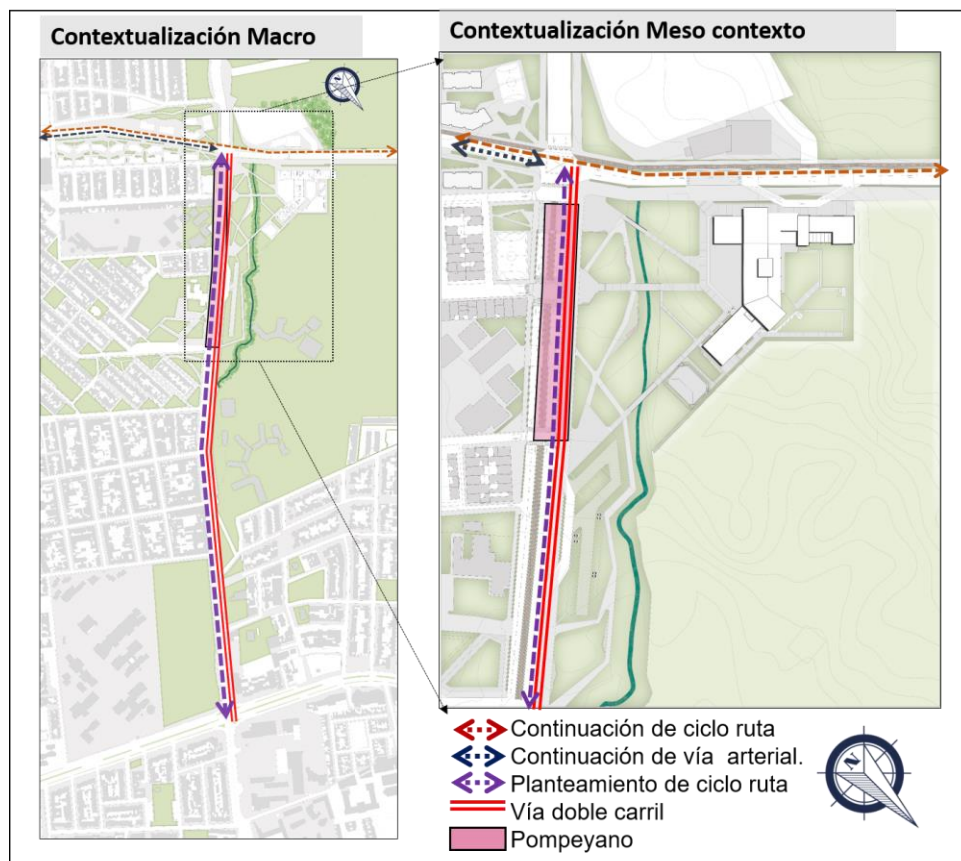 Contextualización Macro
Contextualización Meso contexto
N
Continuación de ciclo ruta
Continuación de vía arterial.
Planteamiento de ciclo ruta
Vía doble carril
Pompeyano
N